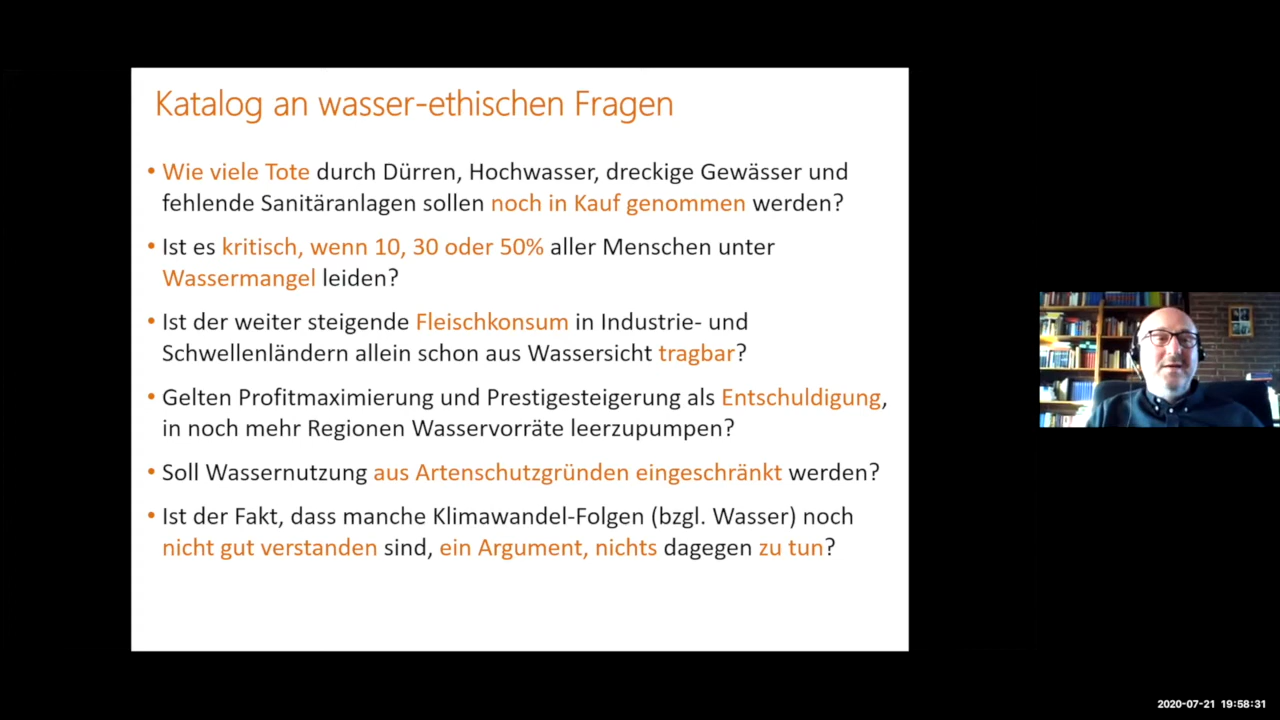 Katalog an wasser-ethischen Fragen
• Wie viele Tote durch Dürren, Hochwasser, dreckige Gewässer und
fehlende Sanitäranlagen sollen noch in Kauf genommen werden?
• Ist es kritisch, wenn 10, 30 oder 50% aller Menschen unter
Wassermangel leiden?
• Ist der weiter steigende Fleischkonsum in Industrie- und
Schwellenländern allein schon aus Wassersicht tragbar?
• Gelten Profitmaximierung und Prestigesteigerung als Entschuldigung,
in noch mehr Regionen Wasservorräte leerzupumpen?
• Soll Wassernutzung aus Artenschutzgründen eingeschränkt werden?
• Ist der Fakt, dass manche Klimawandel-Folgen (bzgl. Wasser) noch
nicht gut verstanden sind, ein Argument, nichts dagegen zu tun?
2020-07-21 19:58:31